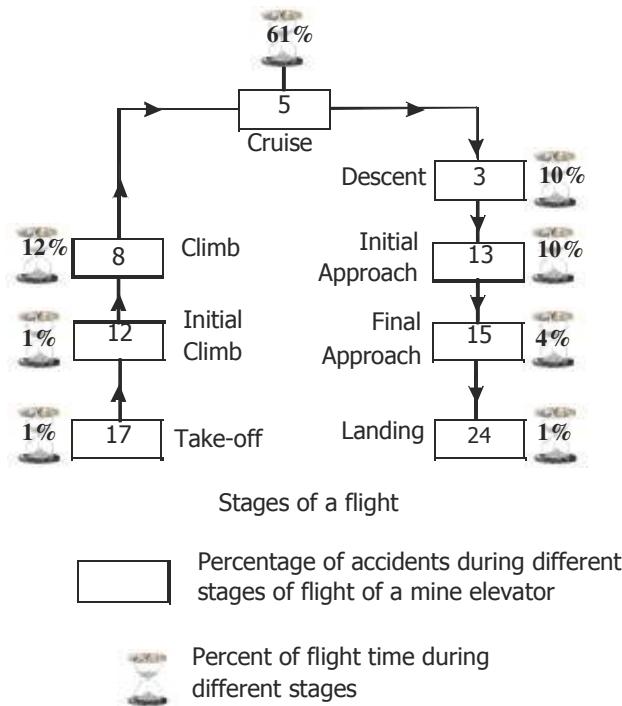 61%
5
Cruise
Descent
3
10%
12%
8
Climb
Initial
Approach
13
10%
1%
12
Initial
Climb
Final
Approach
15
4%
1%
17
Take-off
Landing
24
1%
Stages of a flight
Percentage of accidents during different
stages of flight of a mine elevator
Percent of flight time during
different stages